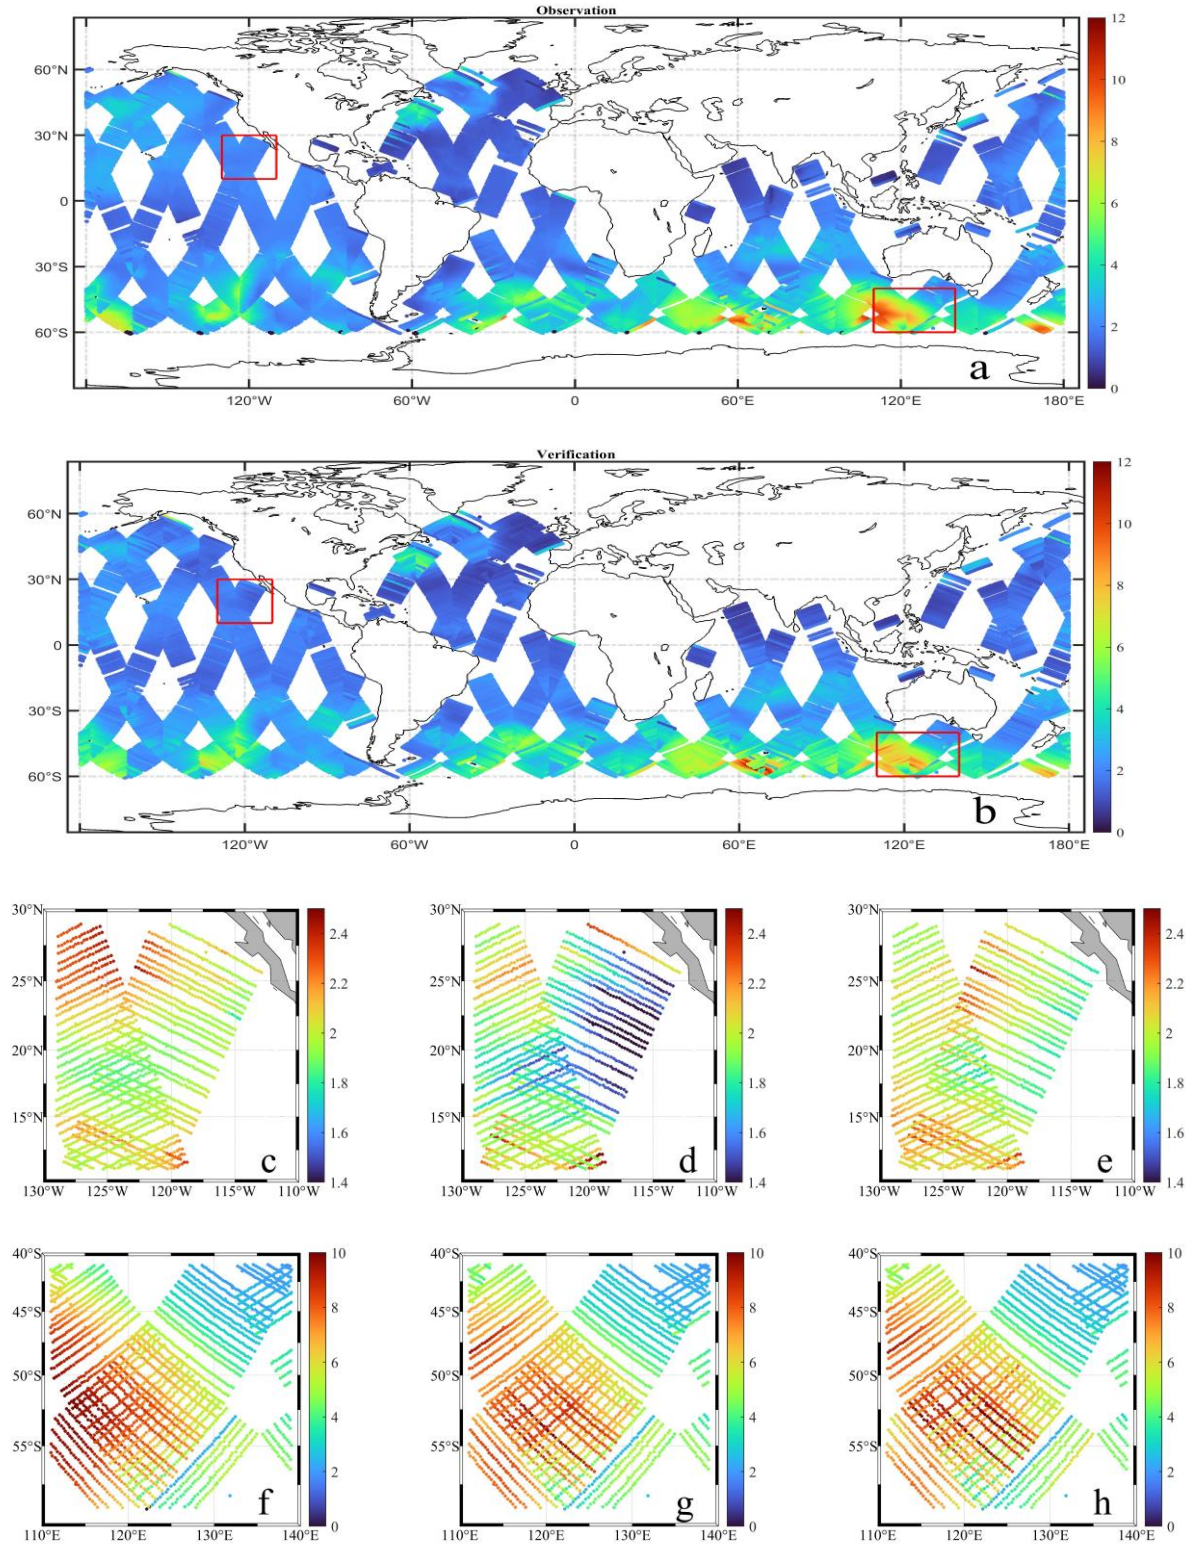 Observation
12
10
8
6
4
2
0
60°N
30°N
0
30°S
60°S
a
120°W 60°W 0 60°E 120°E 180°E
Verification
12
10
8
6
4
2
0
60°N
30°N
0
30°S
60°S
b
120°W 60°W 0 60°E 120°E 180°E
30°N
25°N
20°N
15°N
c
130°W 125°W 120°W 115°W 110°W
2.4
2.2
2
1.8
1.6
1.4
30°N
25°N
20°N
15°N
d
130°W 125°W 120°W 115°W 110°W
2.4
2.2
2
1.8
1.6
1.4
30°N
25°N
20°N
15°N
e
130°W 125°W 120°W 115°W 110°W
2.4
2.2
2
1.8
1.6
1.4
40°S
45°S
50°S
55°S
f
110°E 120°E 130°E 140°E
10
8
6
4
2
0
40°S
45°S
50°S
55°S
g
110°E 120°E 130°E 140°E
10
8
6
4
2
0
40°S
45°S
50°S
55°S
h
110°E 120°E 130°E 140°E
10
8
6
4
2
0